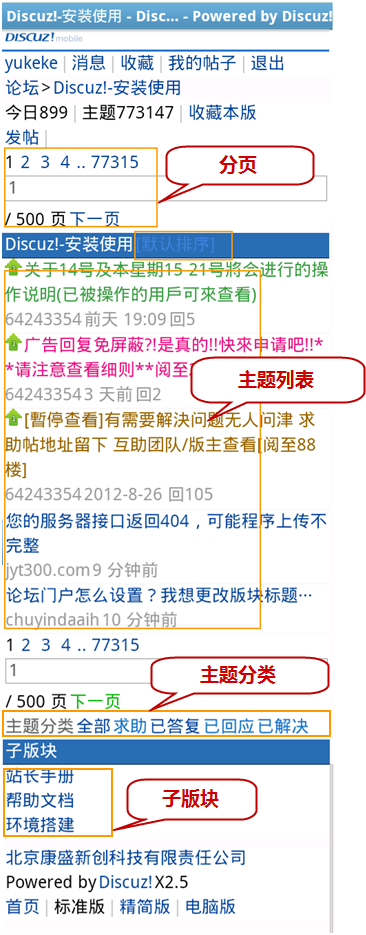 Discuz!-安装使用 - Disc... - Powered by Discuz!
DISCUZ! mobile
yukeke | 消息 | 收藏 | 我的帖子 | 退出
论坛>Discuz!-安装使用
今日899 | 主题773147 | 收藏本版
发帖 |
1 2 3 4 .. 77315
分页
1
/ 500 页 下一页
Discuz!-安装使用 [默认排序]
关于14号及本星期15 21号將会进行的操
作说明(已被操作的用戶可來查看)
64243354 前天 19:09 回5
广告回复免屏蔽?!是真的!!快來申请吧!!*
*请注意查看细则**阅至
主题列表
64243354 3 天前 回2
[暂停查看]有需要解决问题无人问津 求
助帖地址留下 互助团队/版主查看[阅至88
楼]
64243354 2012-8-26 回105
您的服务器接口返回404，可能程序上传不
完整
jyt300.com 9 分钟前
论坛门户怎么设置？我想更改版块标题…
chuyindaaih 10 分钟前
1 2 3 4 .. 77315
1
主题分类
/ 500 页 下一页
主题分类 全部 求助 已答复 已回应 已解决
子版块
站长手册
帮助文档
子版块
环境搭建
北京康盛新创科技有限责任公司
Powered by Discuz! X2.5
首页 | 标准版 | 精简版 | 电脑版